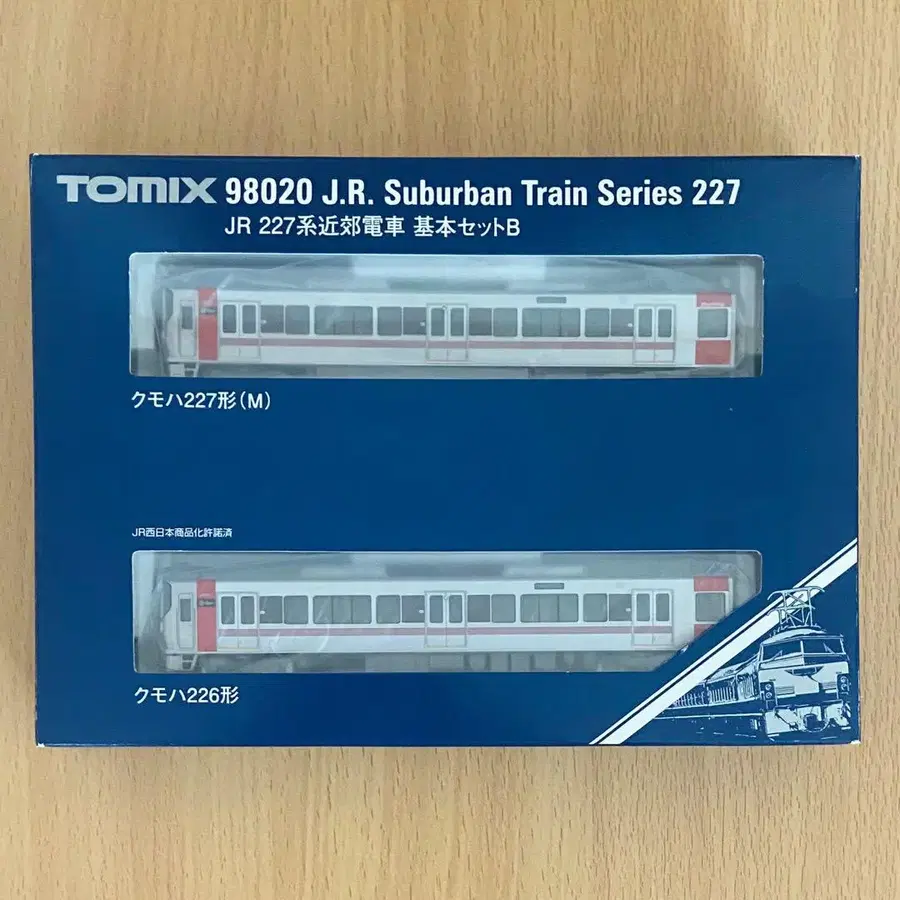 TOMIX 98020 J.R. Suburban Train Series 227
JR 227系近郊電車 基本セットB
クモハ227形(M)
JR西日本商品化許諾済
クモハ226形